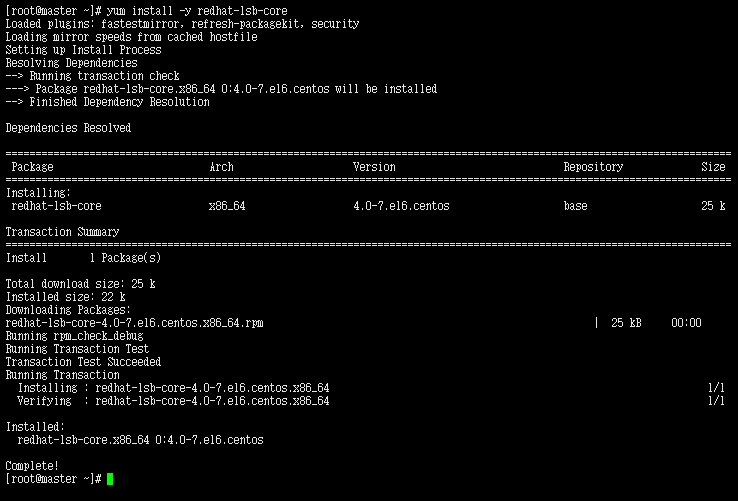 [root@master ~]# yum install -y redhat-lsb-core
Loaded plugins: fastestmirror, refresh-packagekit, security
Loading mirror speeds from cached hostfile
Setting up Install Process
Resolving Dependencies
--> Running transaction check
---> Package redhat-lsb-core.x86_64 0:4.0-7.el6.centos will be installed
--> Finished Dependency Resolution

Dependencies Resolved

================================================================================
 Package                 Arch                 Version                 Repository                 Size
================================================================================
Installing:
 redhat-lsb-core         x86_64               4.0-7.el6.centos        base                       25 k

Transaction Summary
================================================================================
Install       1 Package(s)

Total download size: 25 k
Installed size: 22 k
Downloading Packages:
redhat-lsb-core-4.0-7.el6.centos.x86_64.rpm                              |  25 kB     00:00
Running rpm_check_debug
Running Transaction Test
Transaction Test Succeeded
Running Transaction
  Installing : redhat-lsb-core-4.0-7.el6.centos.x86_64                                  1/1
  Verifying  : redhat-lsb-core-4.0-7.el6.centos.x86_64                                  1/1

Installed:
  redhat-lsb-core.x86_64 0:4.0-7.el6.centos

Complete!
[root@master ~]#